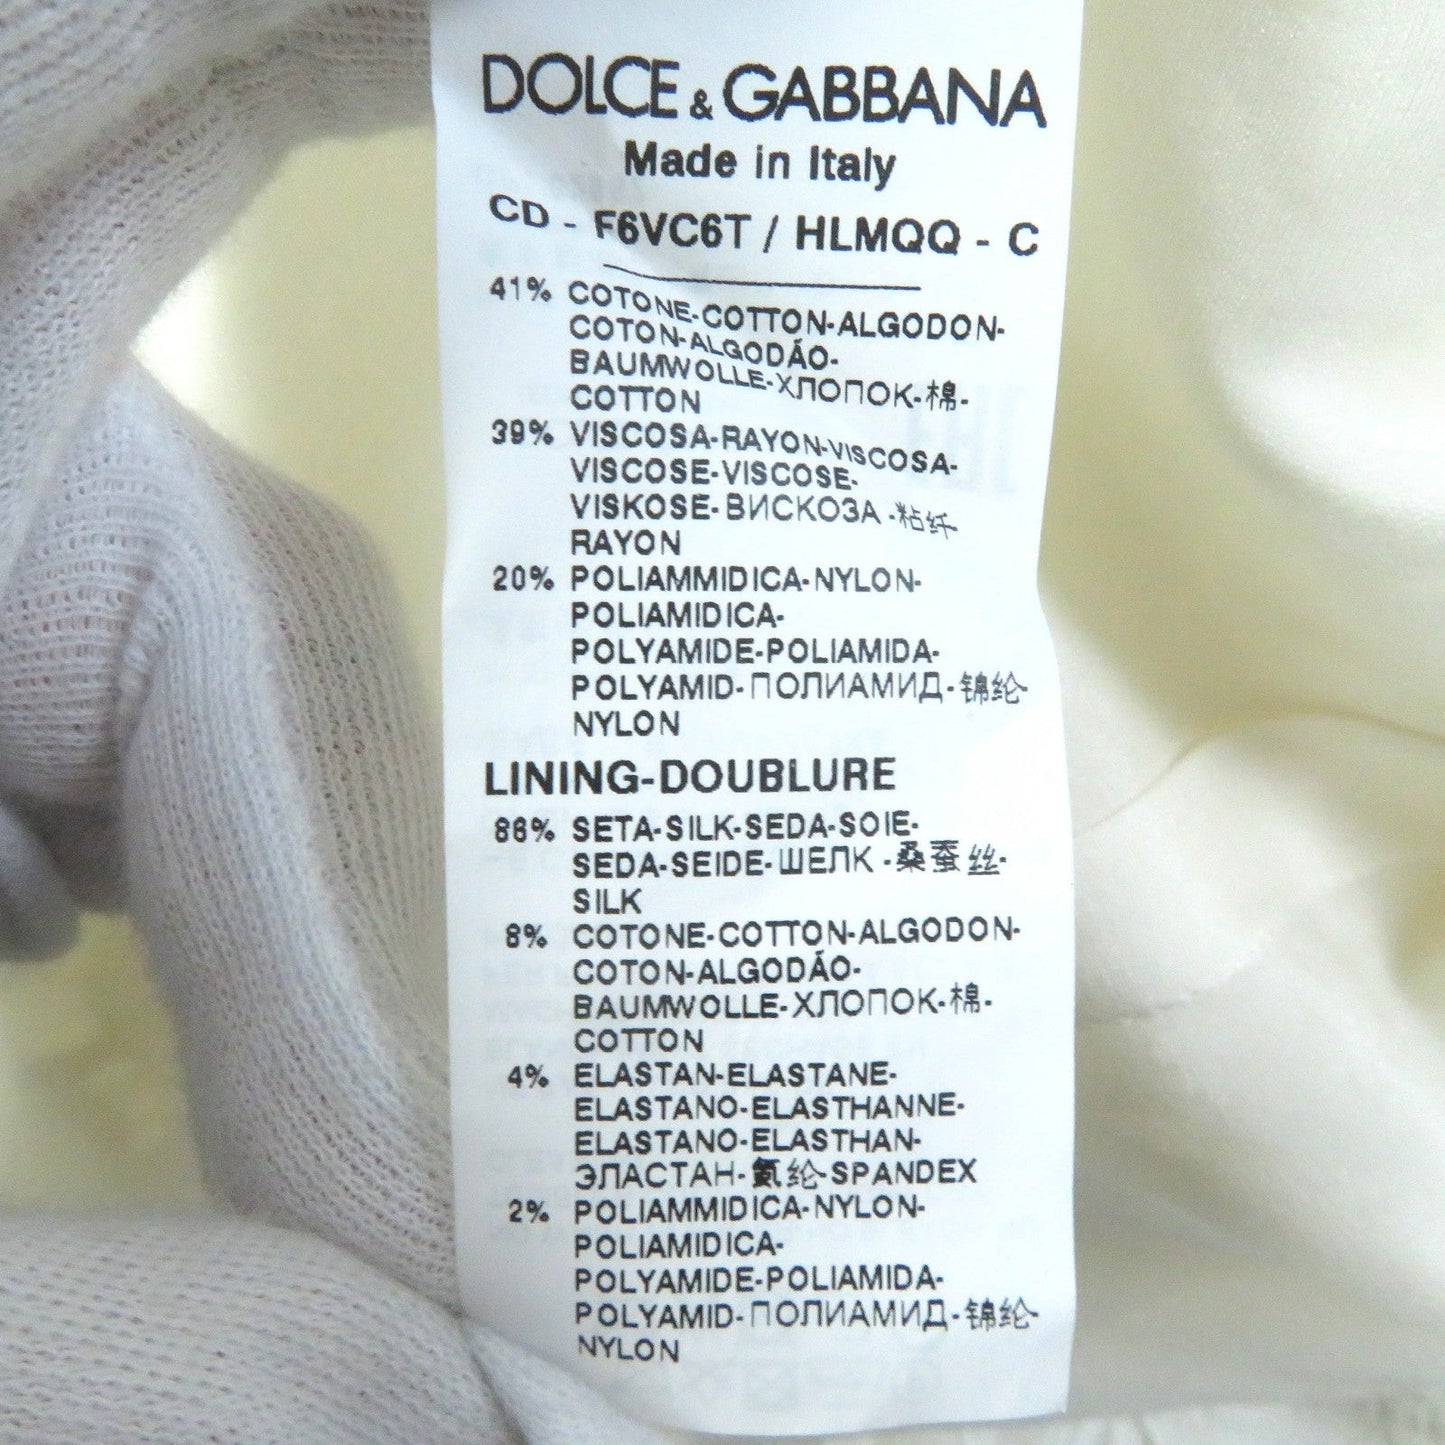 DOLCE & GABBANA
Made in Italy
CD - F6VC6T / HLMQQ - C
41% COTONE-COTTON-ALGODON-
COTON-ALGODÁO-
BAUMWOLLE-ХЛОПОК-棉-
COTTON
39% VISCOSA-RAYON-VISCOSA-
VISCOSE-VISCOSE-
VISKOSE-ВИСКОЗА-粘纤-
RAYON
20% POLIAMMIDICA-NYLON-
POLIAMIDICA-
POLYAMIDE-POLIAMIDA-
POLYAMID-ПОЛИАМИД-锦纶-
NYLON
LINING-DOUBLURE
86% SETA-SILK-SEDA-SOIE-
SEDA-SEIDE-ШЕЛК-桑蚕丝-
SILK
8% COTONE-COTTON-ALGODON-
COTON-ALGODÁO-
BAUMWOLLE-ХЛОПОК-棉-
COTTON
4% ELASTAN-ELASTANE-
ELASTANO-ELASTHANNE-
ELASTANO-ELASTHAN-
ЭЛАСТАН-氨纶-SPANDEX
2% POLIAMMIDICA-NYLON-
POLIAMIDICA-
POLYAMIDE-POLIAMIDA-
POLYAMID-ПОЛИАМИД-锦纶-
NYLON